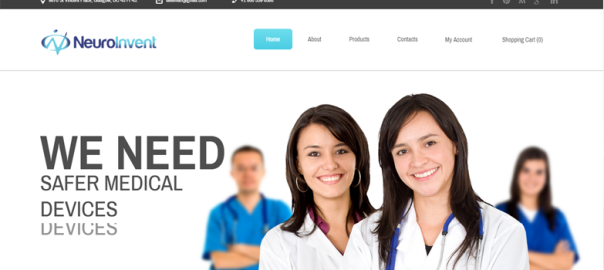 NeuroInvent
Home About Products Contacts My Account Shopping Cart (0)
WE NEED
SAFER MEDICAL
DEVICES
DEVICES